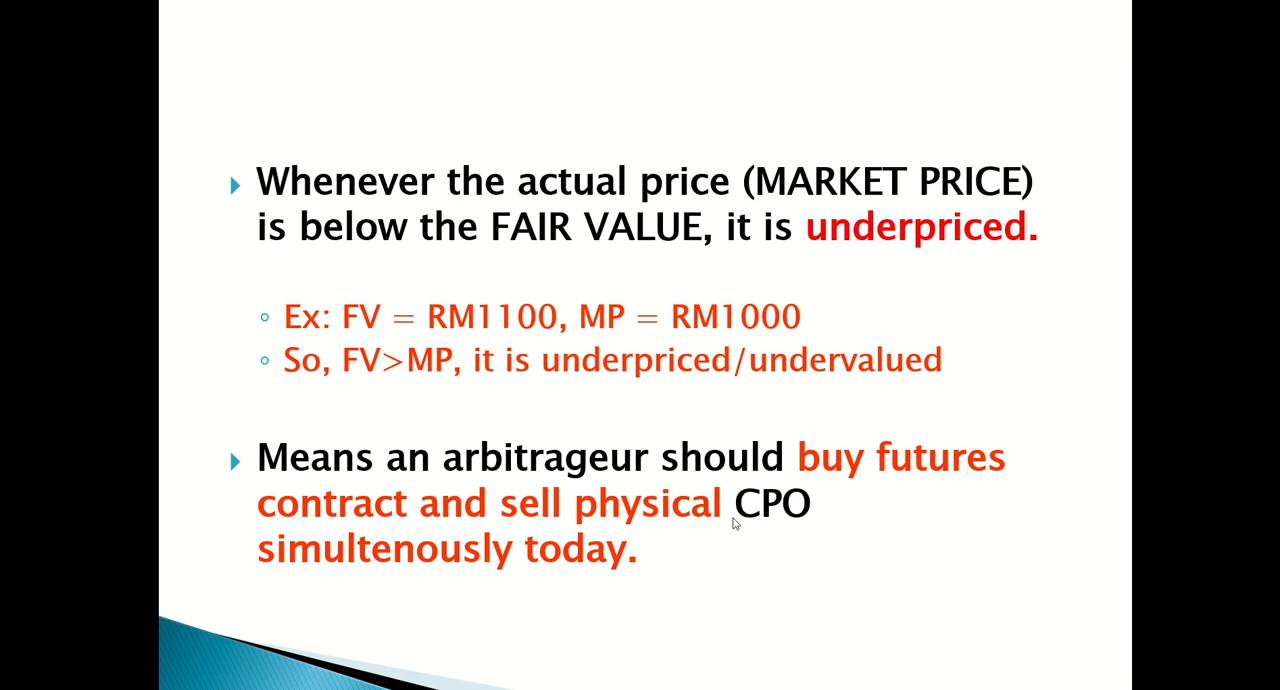 Whenever the actual price (MARKET PRICE)
is below the FAIR VALUE, it is underpriced.
Ex: FV = RM1100, MP = RM1000
So, FV>MP, it is underpriced/undervalued
Means an arbitrageur should buy futures
contract and sell physical CPO
simultenously today.